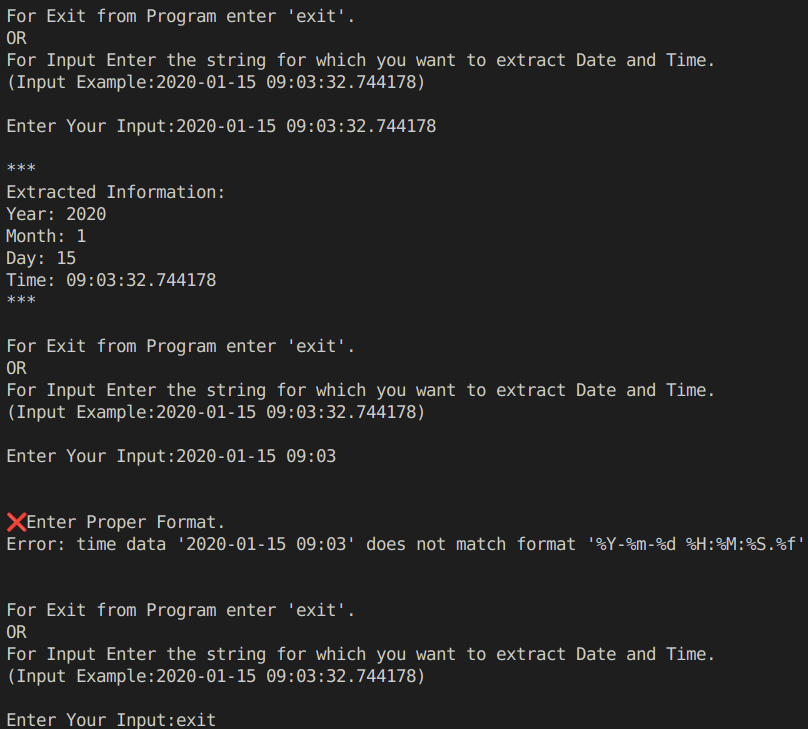 For Exit from Program enter 'exit'.
OR
For Input Enter the string for which you want to extract Date and Time.
(Input Example:2020-01-15 09:03:32.744178)
Enter Your Input:2020-01-15 09:03:32.744178
***
Extracted Information:
Year: 2020
Month: 1
Day: 15
Time: 09:03:32.744178
***
For Exit from Program enter 'exit'.
OR
For Input Enter the string for which you want to extract Date and Time.
(Input Example:2020-01-15 09:03:32.744178)
Enter Your Input:2020-01-15 09:03
❌Enter Proper Format.
Error: time data '2020-01-15 09:03' does not match format '%Y-%m-%d %H:%M:%S.%f'
For Exit from Program enter 'exit'.
OR
For Input Enter the string for which you want to extract Date and Time.
(Input Example:2020-01-15 09:03:32.744178)
Enter Your Input:exit